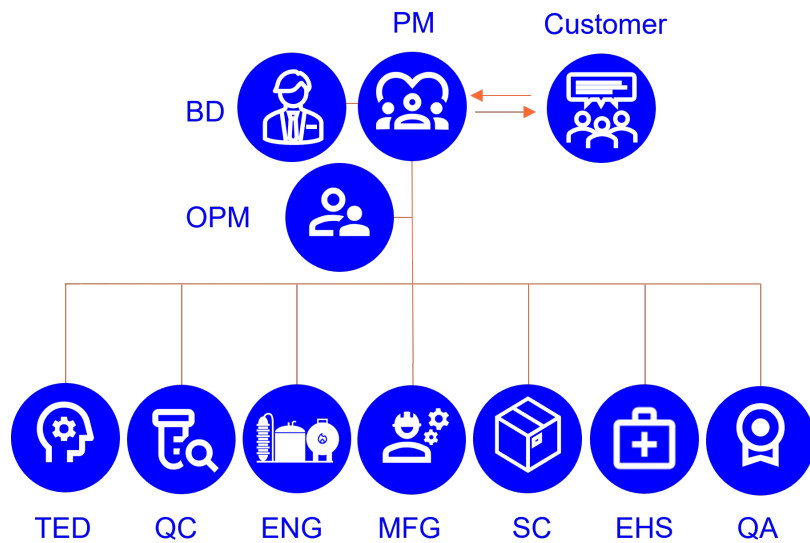 PM
Customer
BD
OPM
TED
QC
ENG
MFG
SC
EHS
QA